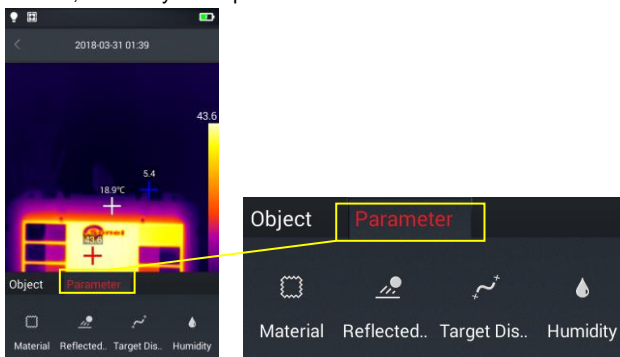 2018-03-31 01:39
43.6
5.4
18.9℃
43.6
Object Parameter
Material Reflected.. Target Dis.. Humidity
Object Parameter
Material Reflected.. Target Dis.. Humidity